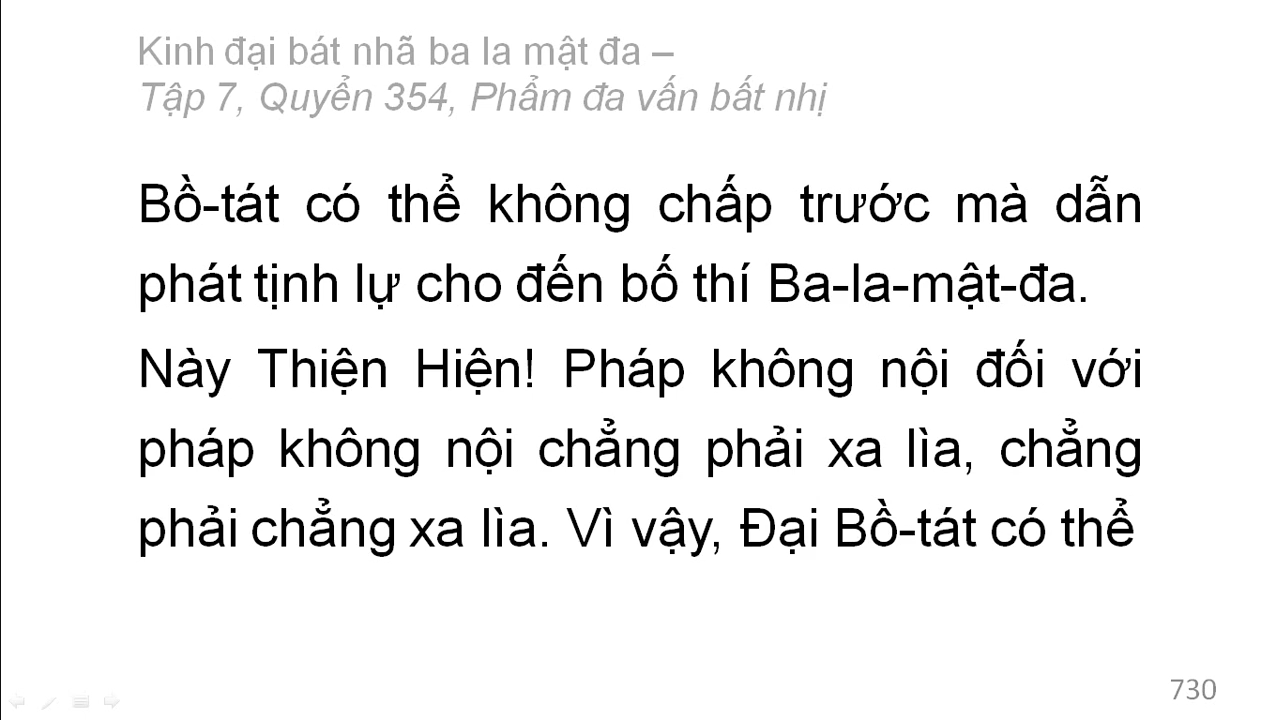 Kinh đại bát nhã ba la mật đa –
Tập 7, Quyển 354, Phẩm đa vấn bất nhị
Bồ-tát có thể không chấp trước mà dẫn
phát tịnh lự cho đến bố thí Ba-la-mật-đa.
Này Thiện Hiện! Pháp không nội đối với
pháp không nội chẳng phải xa lìa, chẳng
phải chẳng xa lìa. Vì vậy, Đại Bồ-tát có thể
730